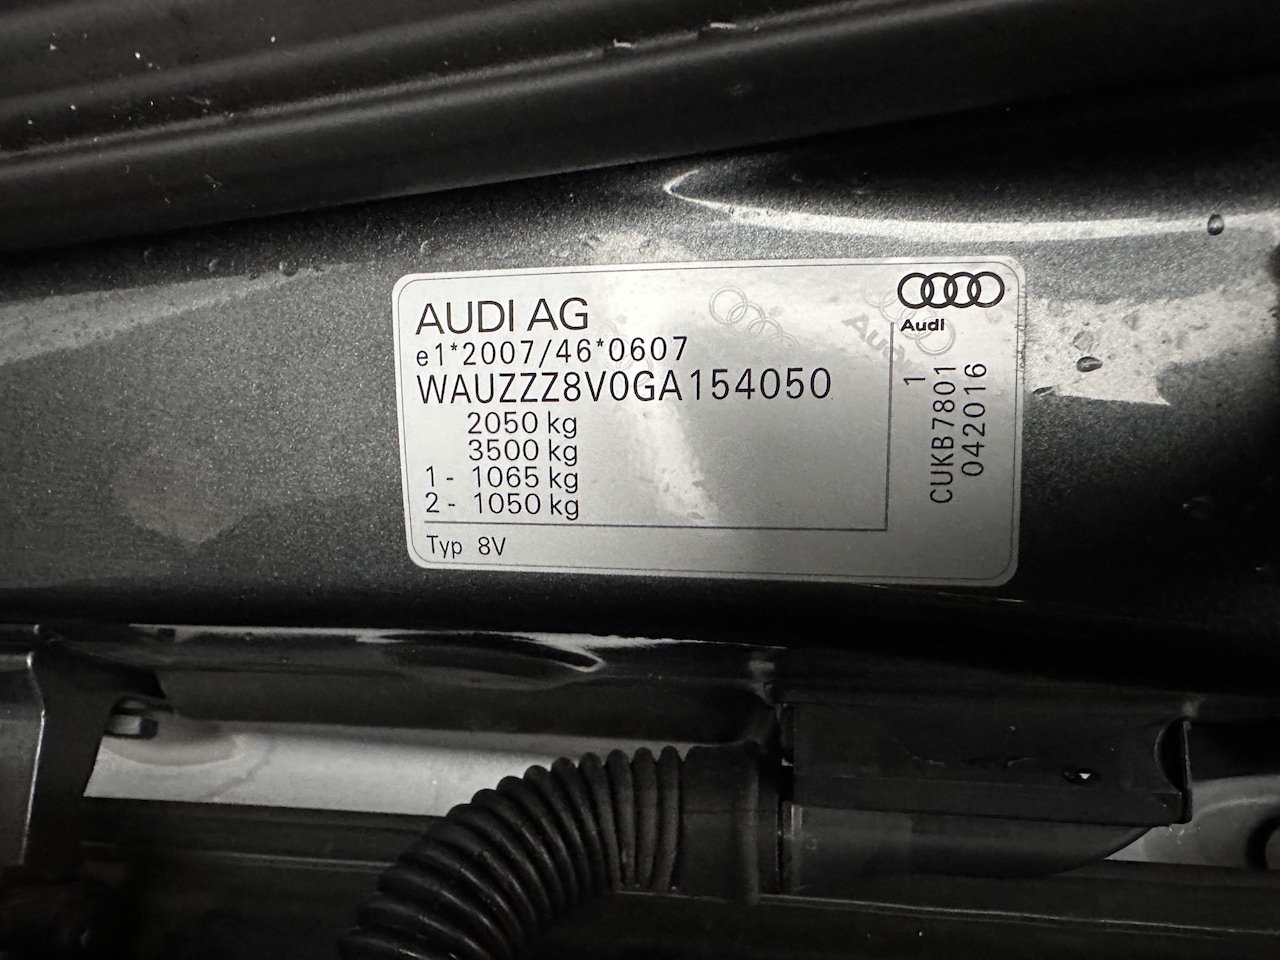 AUDI AG
e1*2007/46*0607
WAUZZZ8V0GA154050
2050 kg
3500 kg
1 - 1065 kg
2 - 1050 kg
Typ 8V
Audi
Audi
CUKB7801 1
042016